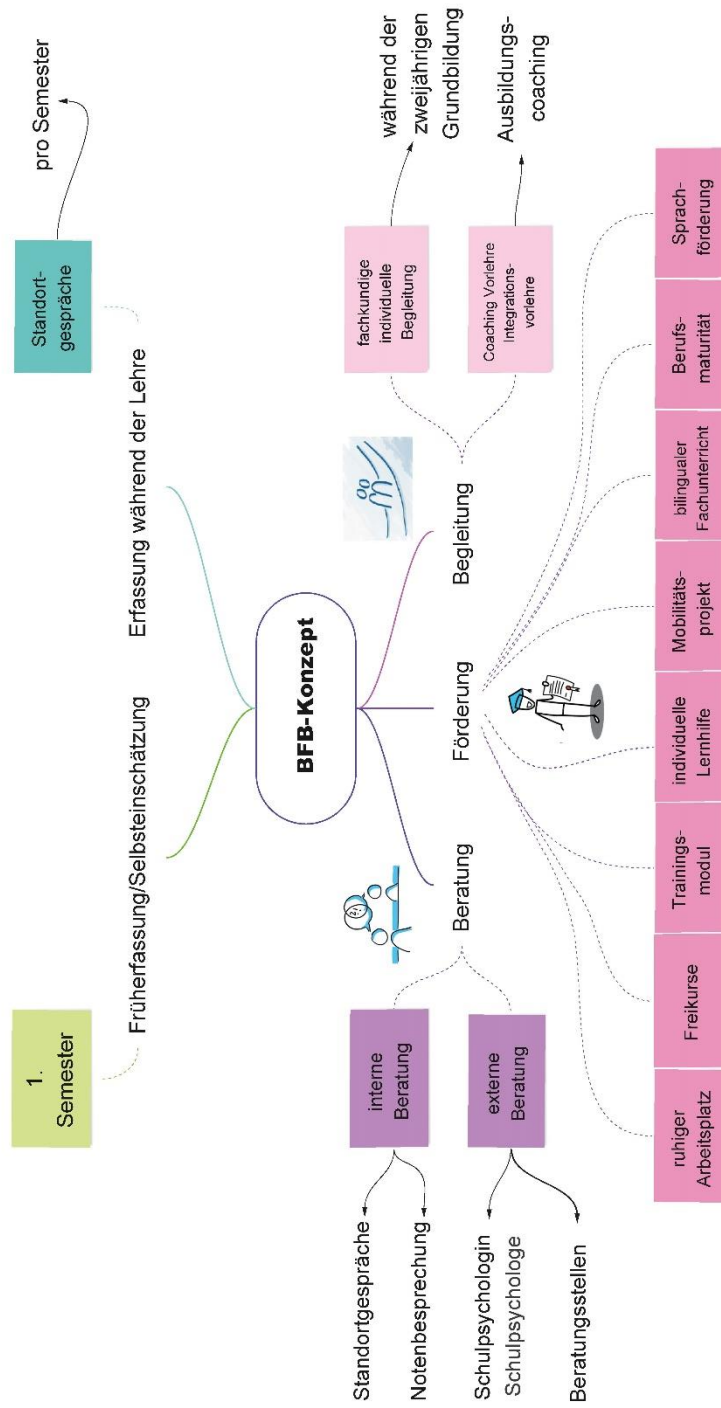 1.
Semester
Früherfassung/Selbsteinschätzung
Standort-
gespräche
pro Semester
Erfassung während der Lehre
BFB-Konzept
Beratung
interne
Beratung
Standortgespräche
Notenbesprechung
externe
Beratung
Schulpsychologin
Schulpsychologe
Beratungsstellen
Förderung
ruhiger
Arbeitsplatz
Freikurse
Trainings-
modul
individuelle
Lernhilfe
Mobilitäts-
projekt
bilingualer
Fachunterricht
Berufs-
maturität
Sprach-
förderung
Begleitung
fachkundige
individuelle
Begleitung
während der
zweijährigen
Grundbildung
Coaching Vorlehre
Integrations-
vorlehre
Ausbildungs-
coaching